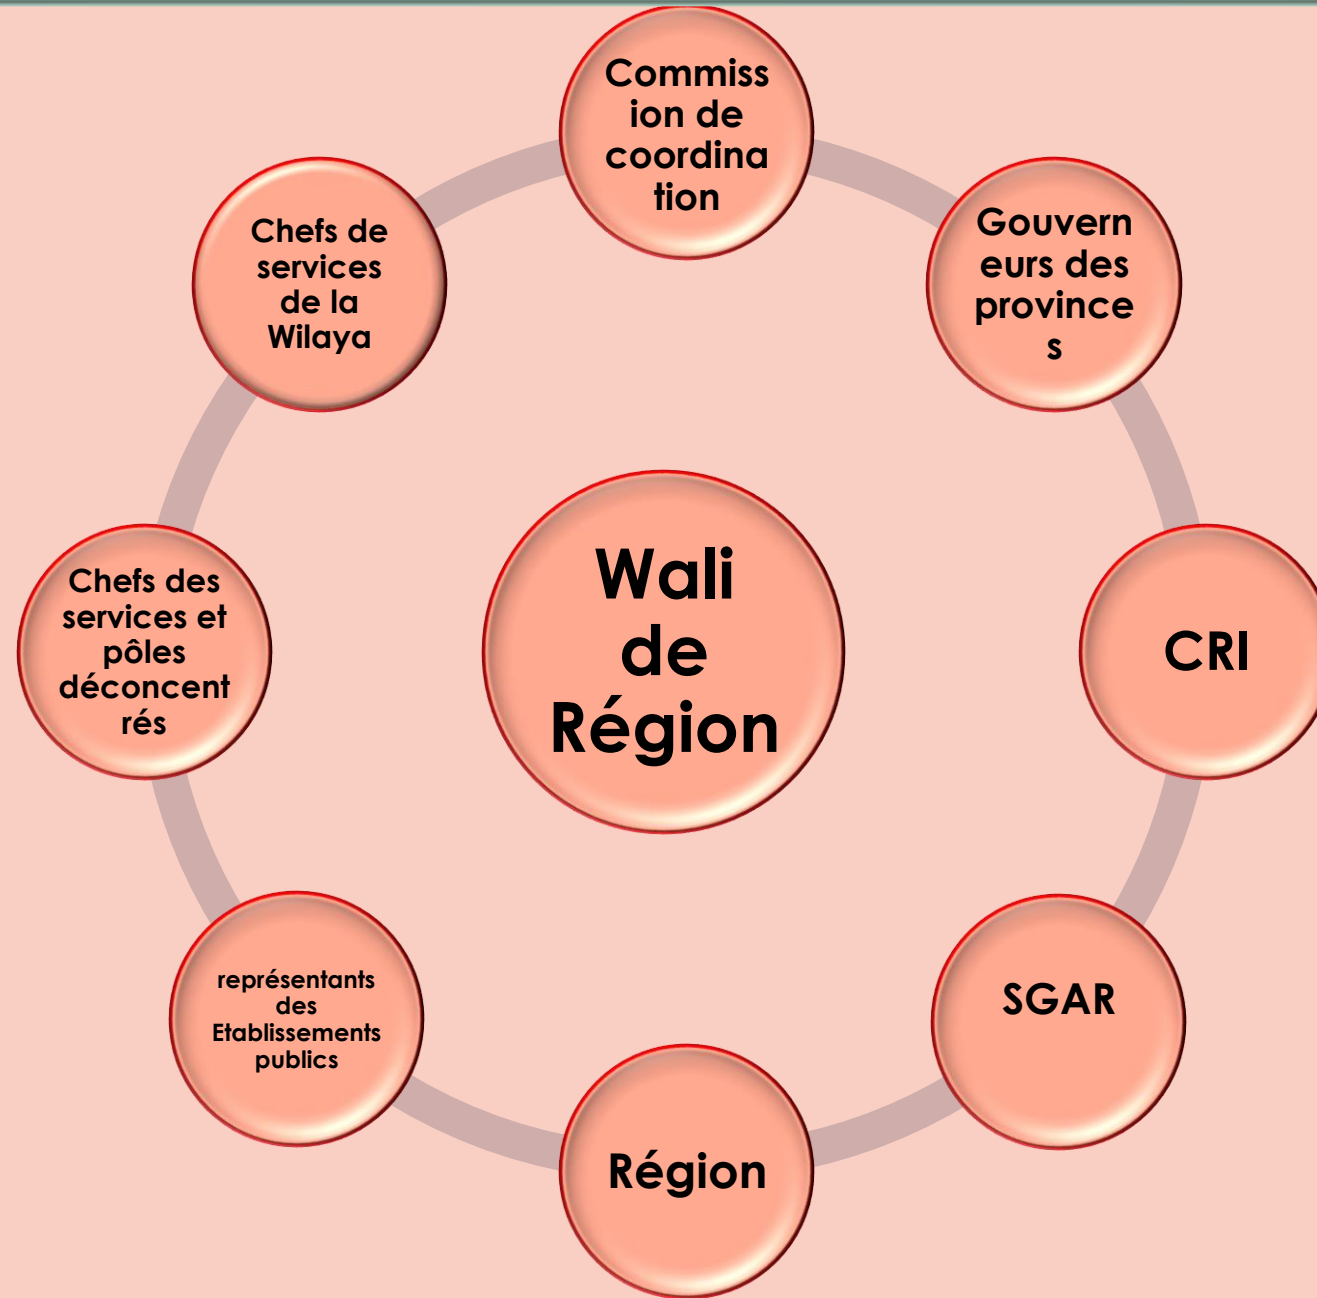 Commiss
ion de
coordina
tion
Gouvern
eurs des
province
s
CRI
SGAR
Région
représentants
des
Etablissements
publics
Chefs des
services et
pôles
déconcent
rés
Chefs de
services
de la
Wilaya
Wali
de
Région